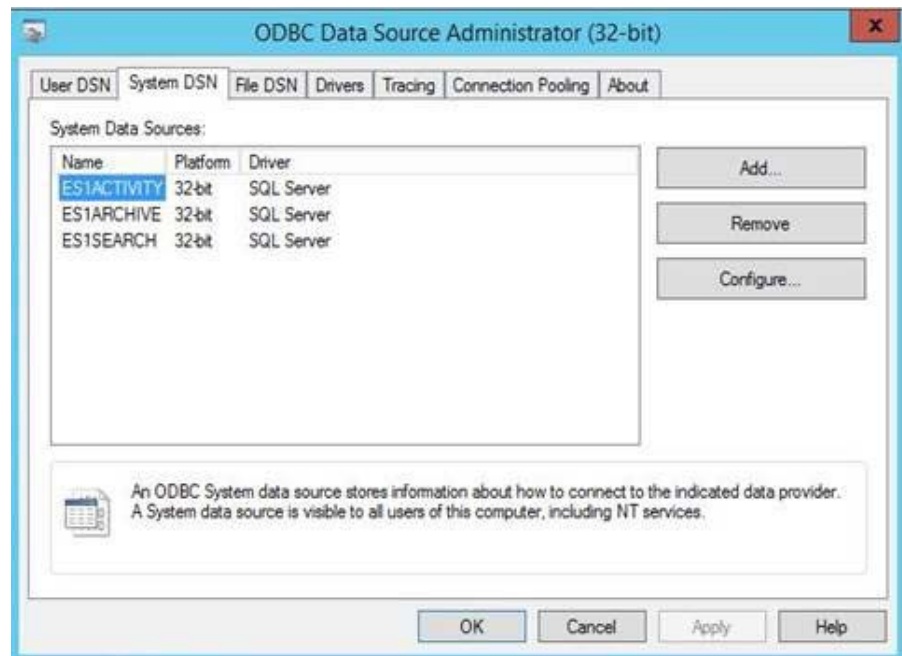 ODBC Data Source Administrator (32-bit)
x
User DSN System DSN File DSN Drivers Tracing Connection Pooling About
System Data Sources:
Name Platform Driver
ES1ACTIVITY 32-bit SQL Server
ES1ARCHIVE 32-bit SQL Server
ES1SEARCH 32-bit SQL Server
Add...
Remove
Configure...
An ODBC System data source stores information about how to connect to the indicated data provider.
A System data source is visible to all users of this computer, including NT services.
OK Cancel Apply Help